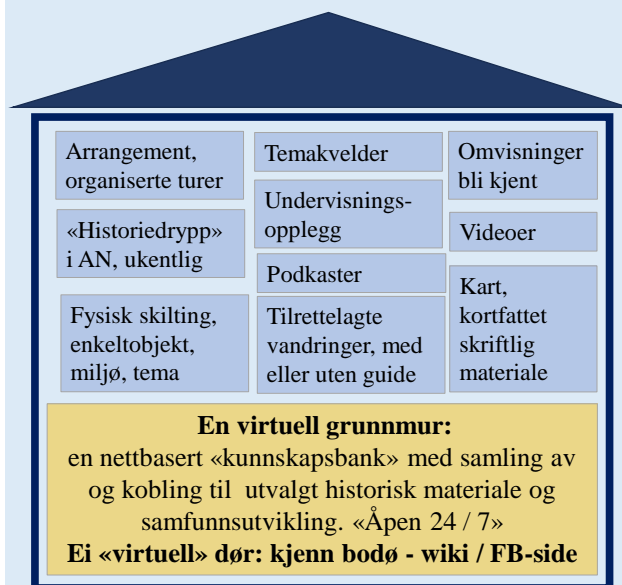 Arrangement,
organiserte turer
«Historiedrypp»
i AN, ukentlig
Fysisk skilting,
enkeltobjekt,
miljø, tema
Temakvelder
Undervisnings-
opplegg
Podkaster
Tilrettelagte
vandringer, med
eller uten guide
Omvisninger
bli kjent
Videoer
Kart,
kortfattet
skriftlig
materiale
En virtuell grunnmur:
en nettbasert «kunnskapsbank» med samling av
og kobling til utvalgt historisk materiale og
samfunnsutvikling. «Åpen 24 / 7»
Ei «virtuell» dør: kjenn bodø - wiki / FB-side